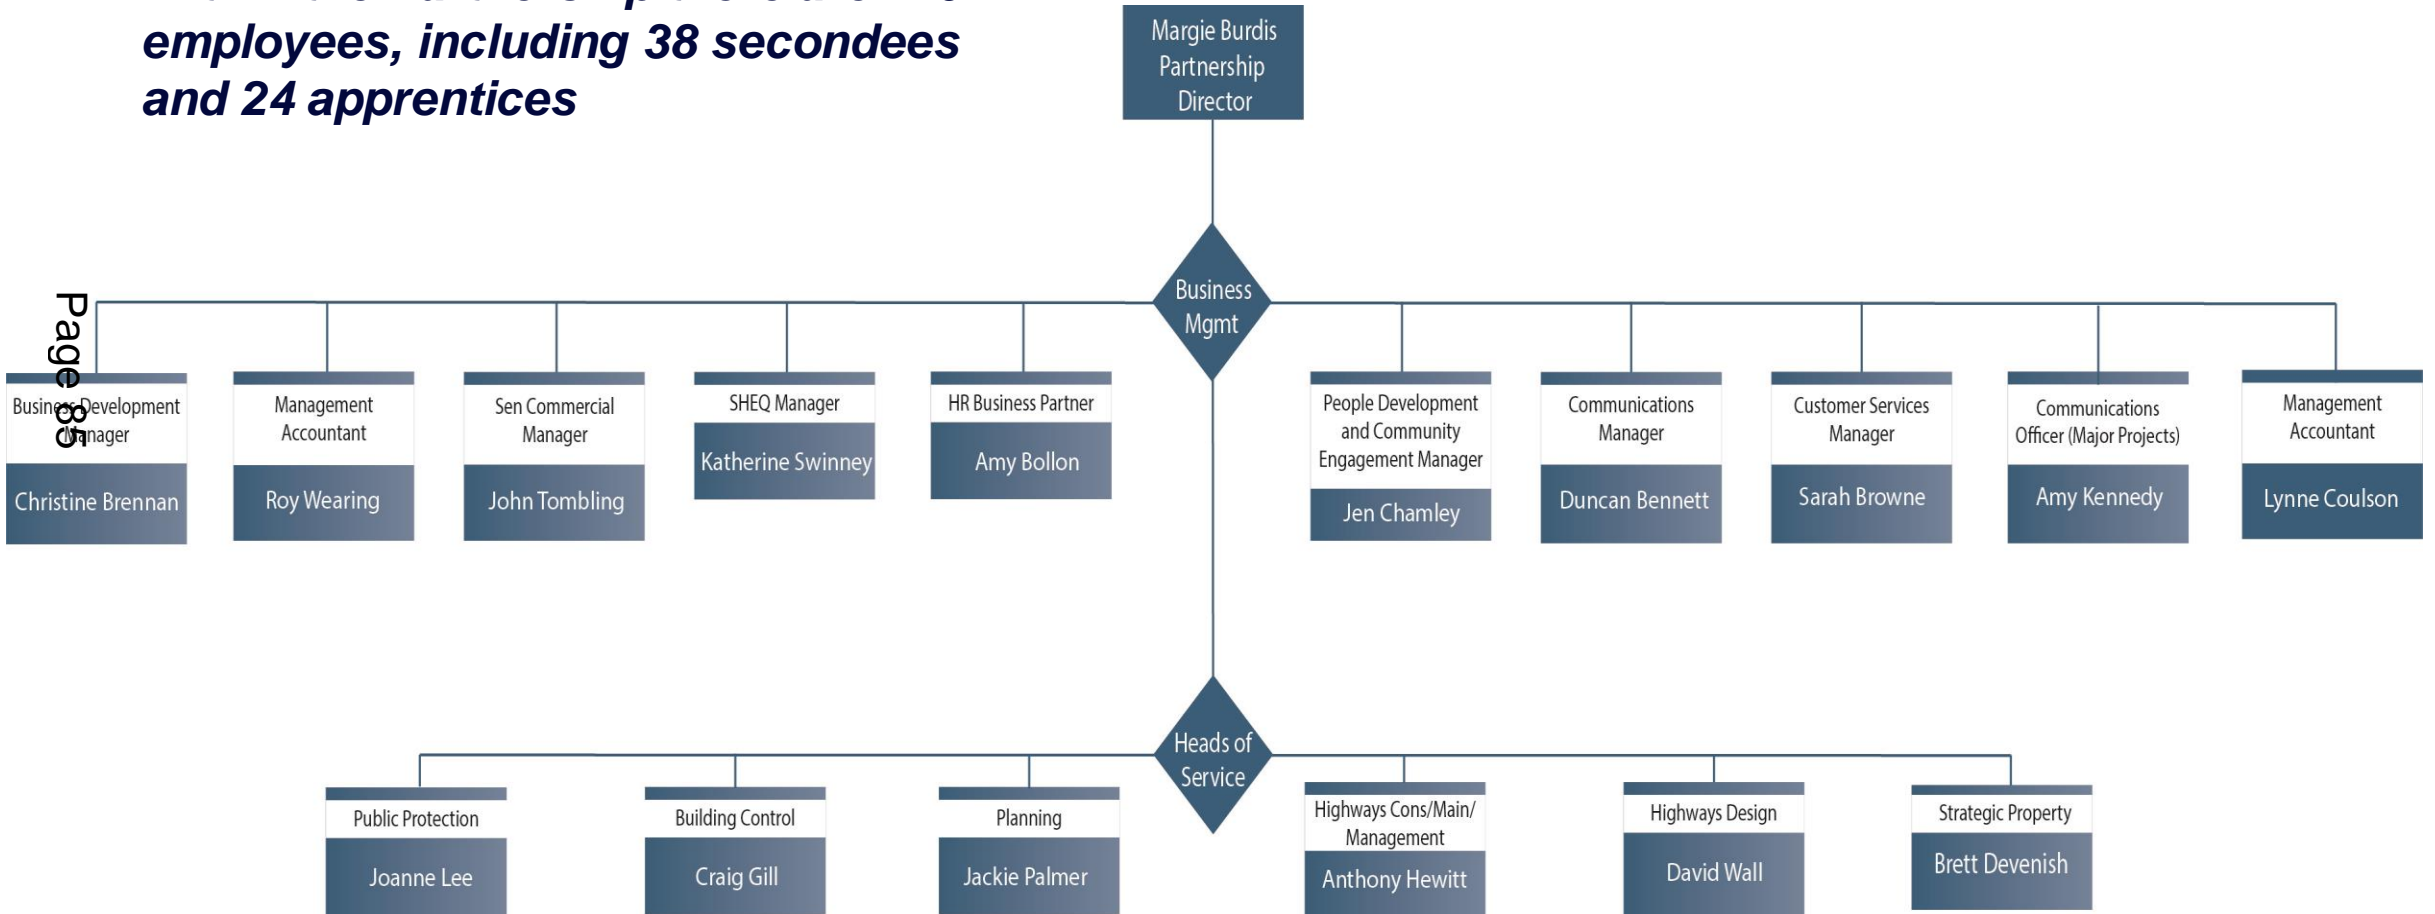 employees, including 38 secondees
and 24 apprentices
Margie Burdis
Partnership
Director
Business
Mgmt
Page 85
Business Development
Manager
Christine Brennan
Management
Accountant
Roy Wearing
Sen Commercial
Manager
John Tombling
SHEQ Manager
Katherine Swinney
HR Business Partner
Amy Bollon
People Development
and Community
Engagement Manager
Jen Chamley
Communications
Manager
Duncan Bennett
Customer Services
Manager
Sarah Browne
Communications
Officer (Major Projects)
Amy Kennedy
Management
Accountant
Lynne Coulson
Heads of
Service
Public Protection
Joanne Lee
Building Control
Craig Gill
Planning
Jackie Palmer
Highways Cons/Main/
Management
Anthony Hewitt
Highways Design
David Wall
Strategic Property
Brett Devenish